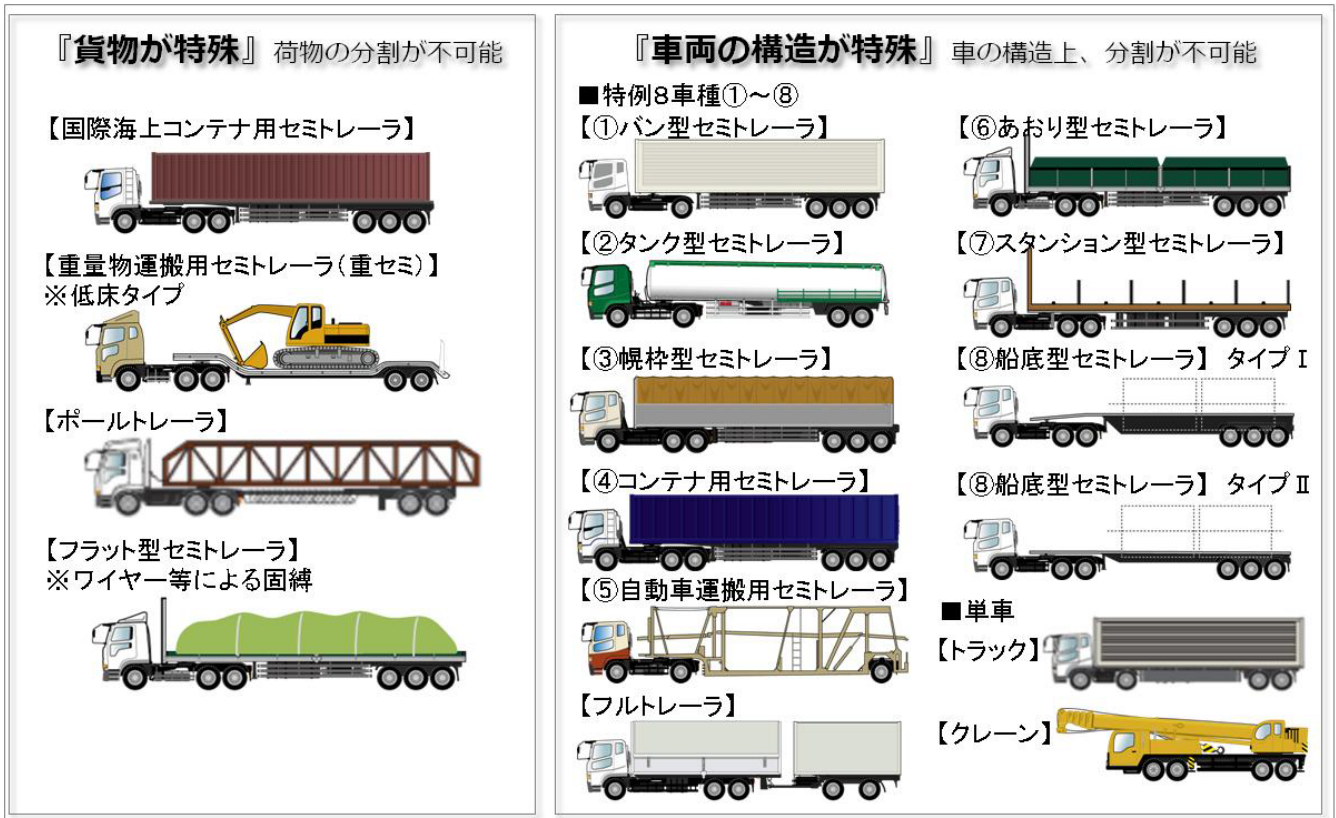 『貨物が特殊』 荷物の分割が不可能
【国際海上コンテナ用セミトレーラ】
【重量物運搬用セミトレーラ（重セミ）】
※低床タイプ
【ポールトレーラ】
【フラット型セミトレーラ】
※ワイヤー等による固縛
『車両の構造が特殊』 車の構造上、分割が不可能
■特例8車種①～⑧
【①バン型セミトレーラ】
【②タンク型セミトレーラ】
【③幌枠型セミトレーラ】
【④コンテナ用セミトレーラ】
【⑤自動車運搬用セミトレーラ】
【フルトレーラ】
【⑥あおり型セミトレーラ】
【⑦スタンション型セミトレーラ】
【⑧船底型セミトレーラ】 タイプⅠ
【⑧船底型セミトレーラ】 タイプⅡ
■単車
【トラック】
【クレーン】